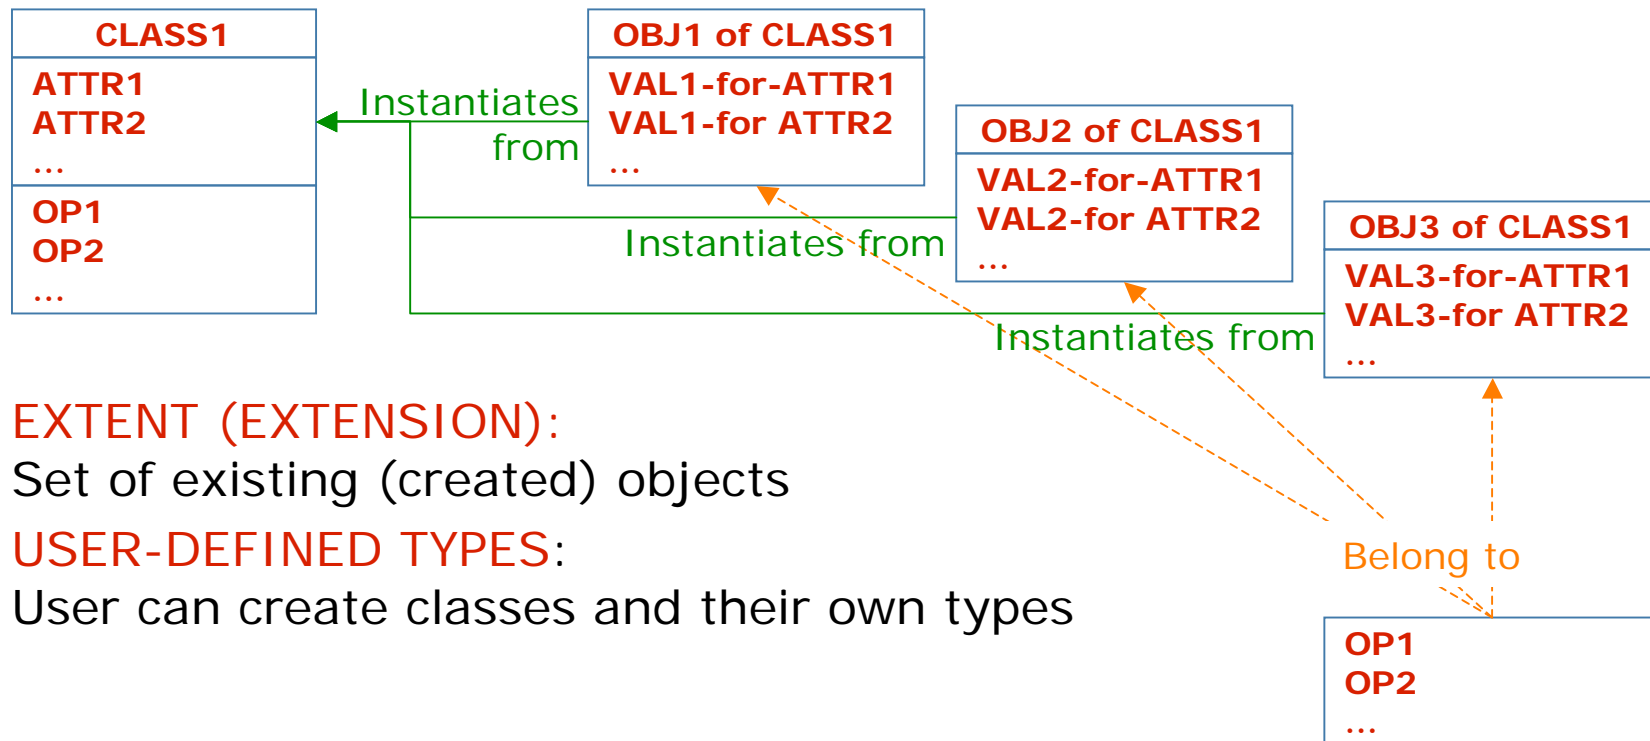 CLASS1
ATTR1
ATTR2
...
OP1
OP2
...
Instantiates
from
OBJ1 of CLASS1
VAL1-for-ATTR1
VAL1-for ATTR2
...
Instantiates from
OBJ2 of CLASS1
VAL2-for-ATTR1
VAL2-for ATTR2
...
Instantiates from
OBJ3 of CLASS1
VAL3-for-ATTR1
VAL3-for ATTR2
...
EXTENT (EXTENSION):
Set of existing (created) objects
USER-DEFINED TYPES:
User can create classes and their own types
Belong to
OP1
OP2
...